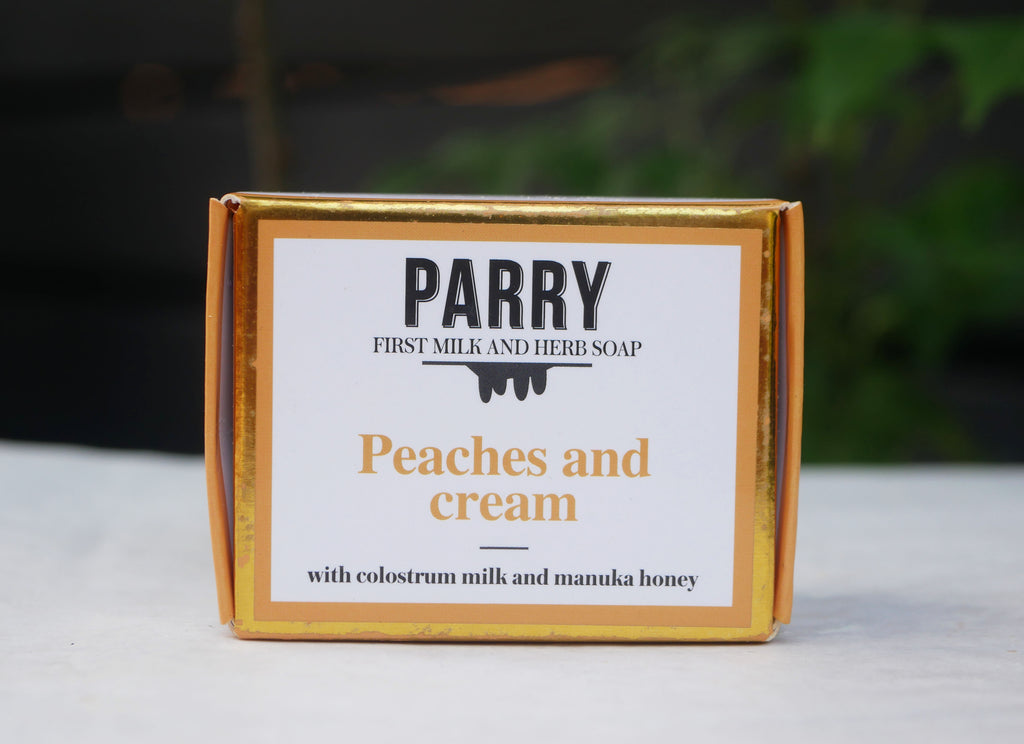 PARRY
FIRST MILK AND HERB SOAP
Peaches and
cream
with colostrum milk and manuka honey